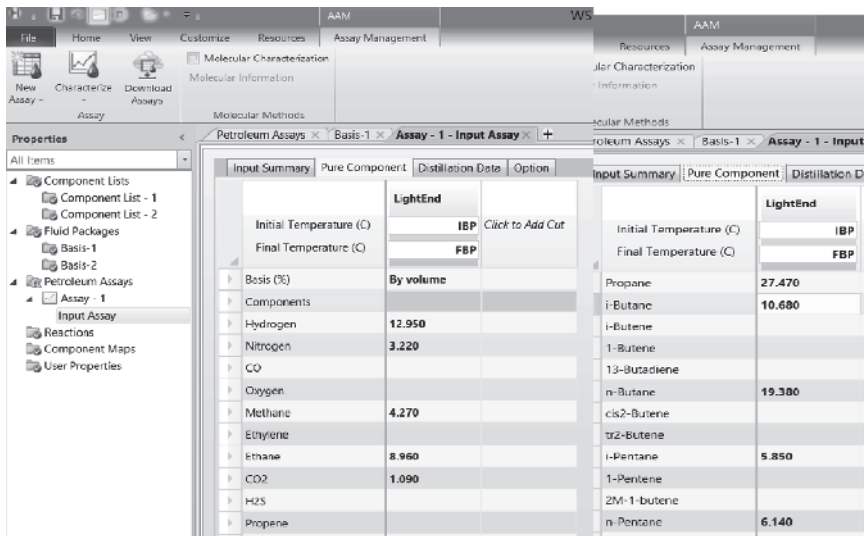 AAM
WS
File Home View Customize Resources Assay Management
New Assay
Characterize
Download Assays
Assay
Molecular Characterization
Molecular Information
Molecular Methods
Properties
All Items
Component Lists
Component List - 1
Component List - 2
Fluid Packages
Basis-1
Basis-2
Petroleum Assays
Assay - 1
Input Assay
Reactions
Component Maps
User Properties
Petroleum Assays Basis-1 Assay - 1 - Input Assay +
Input Summary Pure Component Distillation Data Option
LightEnd
Initial Temperature (C) IBP Click to Add Cut
Final Temperature (C) FBP
Basis (%) By volume
Components
Hydrogen 12.950
Nitrogen 3.220
CO
Oxygen
Methane 4.270
Ethylene
Ethane 8.960
CO2 1.090
H2S
Propene
AAM
Resources Assay Management
ular Characterization
Information
ecular Methods
roleum Assays Basis-1 Assay - 1 - Input
nput Summary Pure Component Distillation D
LightEnd
Initial Temperature (C) IBP
Final Temperature (C) FBP
Propane 27.470
i-Butane 10.680
i-Butene
1-Butene
13-Butadiene
n-Butane 19.380
cis2-Butene
tr2-Butene
i-Pentane 5.850
1-Pentene
2M-1-butene
n-Pentane 6.140